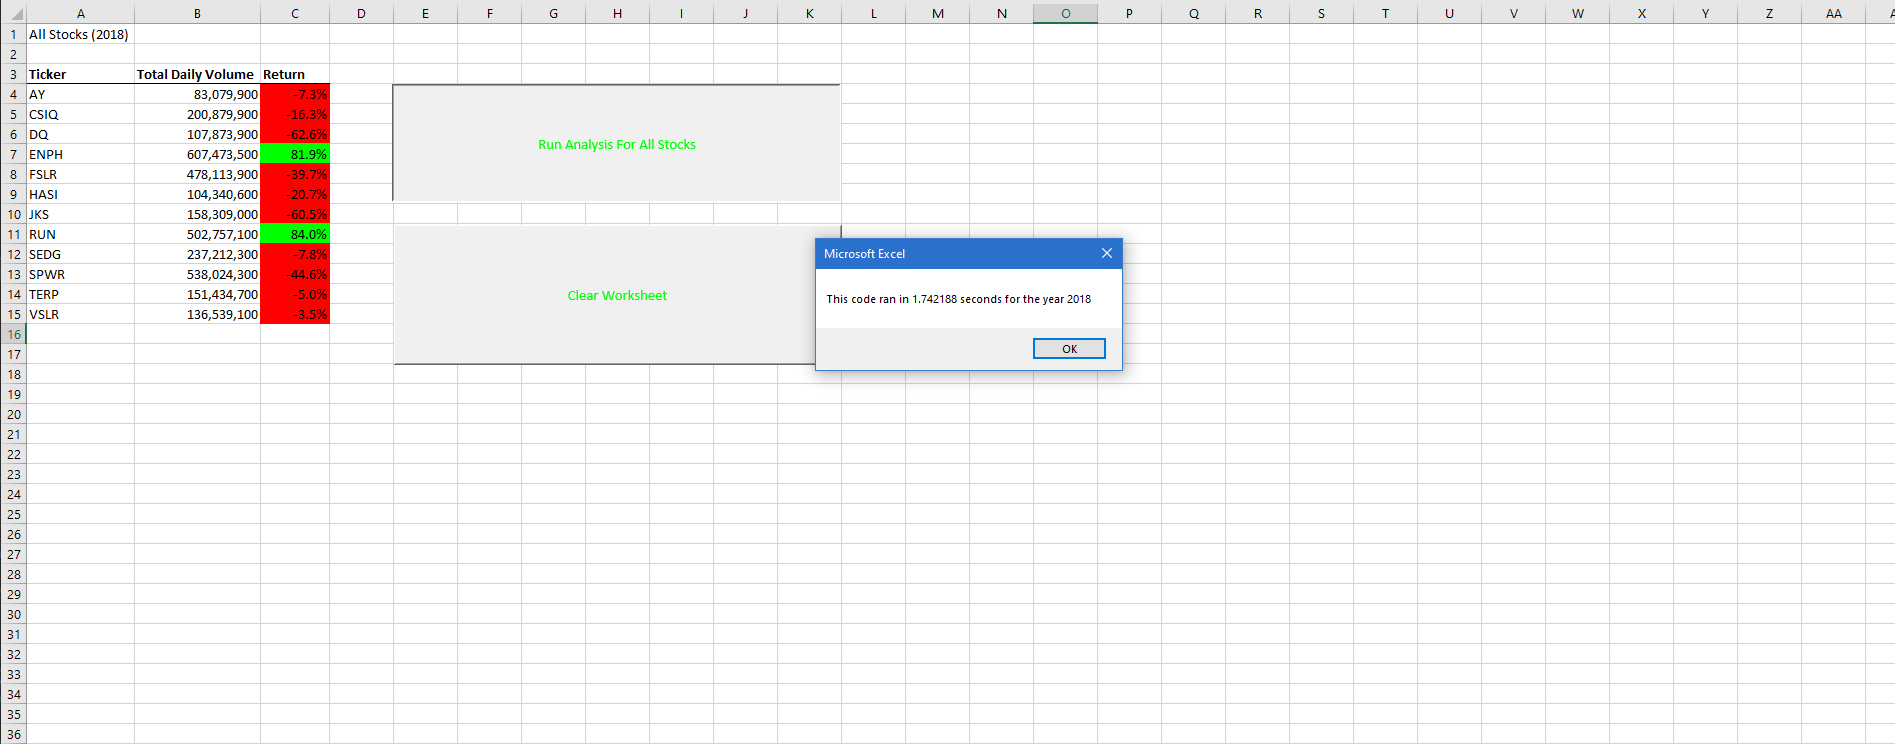 A B C D E F G H I J K L M N O P Q R S T U V W X Y Z AA
1 All Stocks (2018)
2
3 Ticker Total Daily Volume Return
4 AY 83,079,900 -7.3%
5 CSIQ 200,879,900 -16.3%
6 DQ 107,873,900 -62.6%
7 ENPH 607,473,500 81.9%
8 FSLR 478,113,900 -39.7%
9 HASI 104,340,600 -20.7%
10 JKS 158,309,000 -60.5%
11 RUN 502,757,100 84.0%
12 SEDG 237,212,300 -7.8%
13 SPWR 538,024,300 -44.6%
14 TERP 151,434,700 -5.0%
15 VSLR 136,539,100 -3.5%
16
17
18
19
20
21
22
23
24
25
26
27
28
29
30
31
32
33
34
35
36
Run Analysis For All Stocks
Clear Worksheet
Microsoft Excel
This code ran in 1.742188 seconds for the year 2018
OK